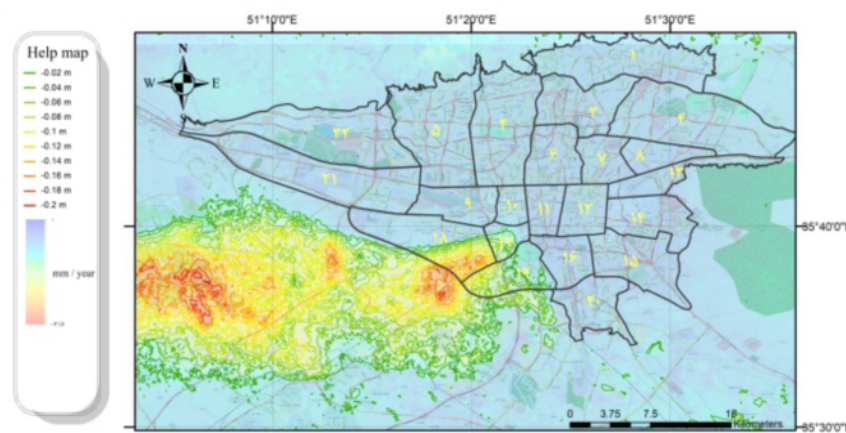 51°10'0"E 51°20'0"E 51°30'0"E
Help map
-0.02 m
-0.04 m
-0.06 m
-0.08 m
-0.1 m
-0.12 m
-0.14 m
-0.16 m
-0.18 m
-0.2 m
mm / year
N
W E
S
۱
۳
۴
۲۲ ۵ ۲
۶ ۷ ۸
۱۳
۲۱
۹ ۱۰ ۱۱ ۱۲ ۱۴
۱۸
۱۶ ۱۵
۲۰
35°40'0"N
0 3.75 7.5 15
Kilometers
35°30'0"N